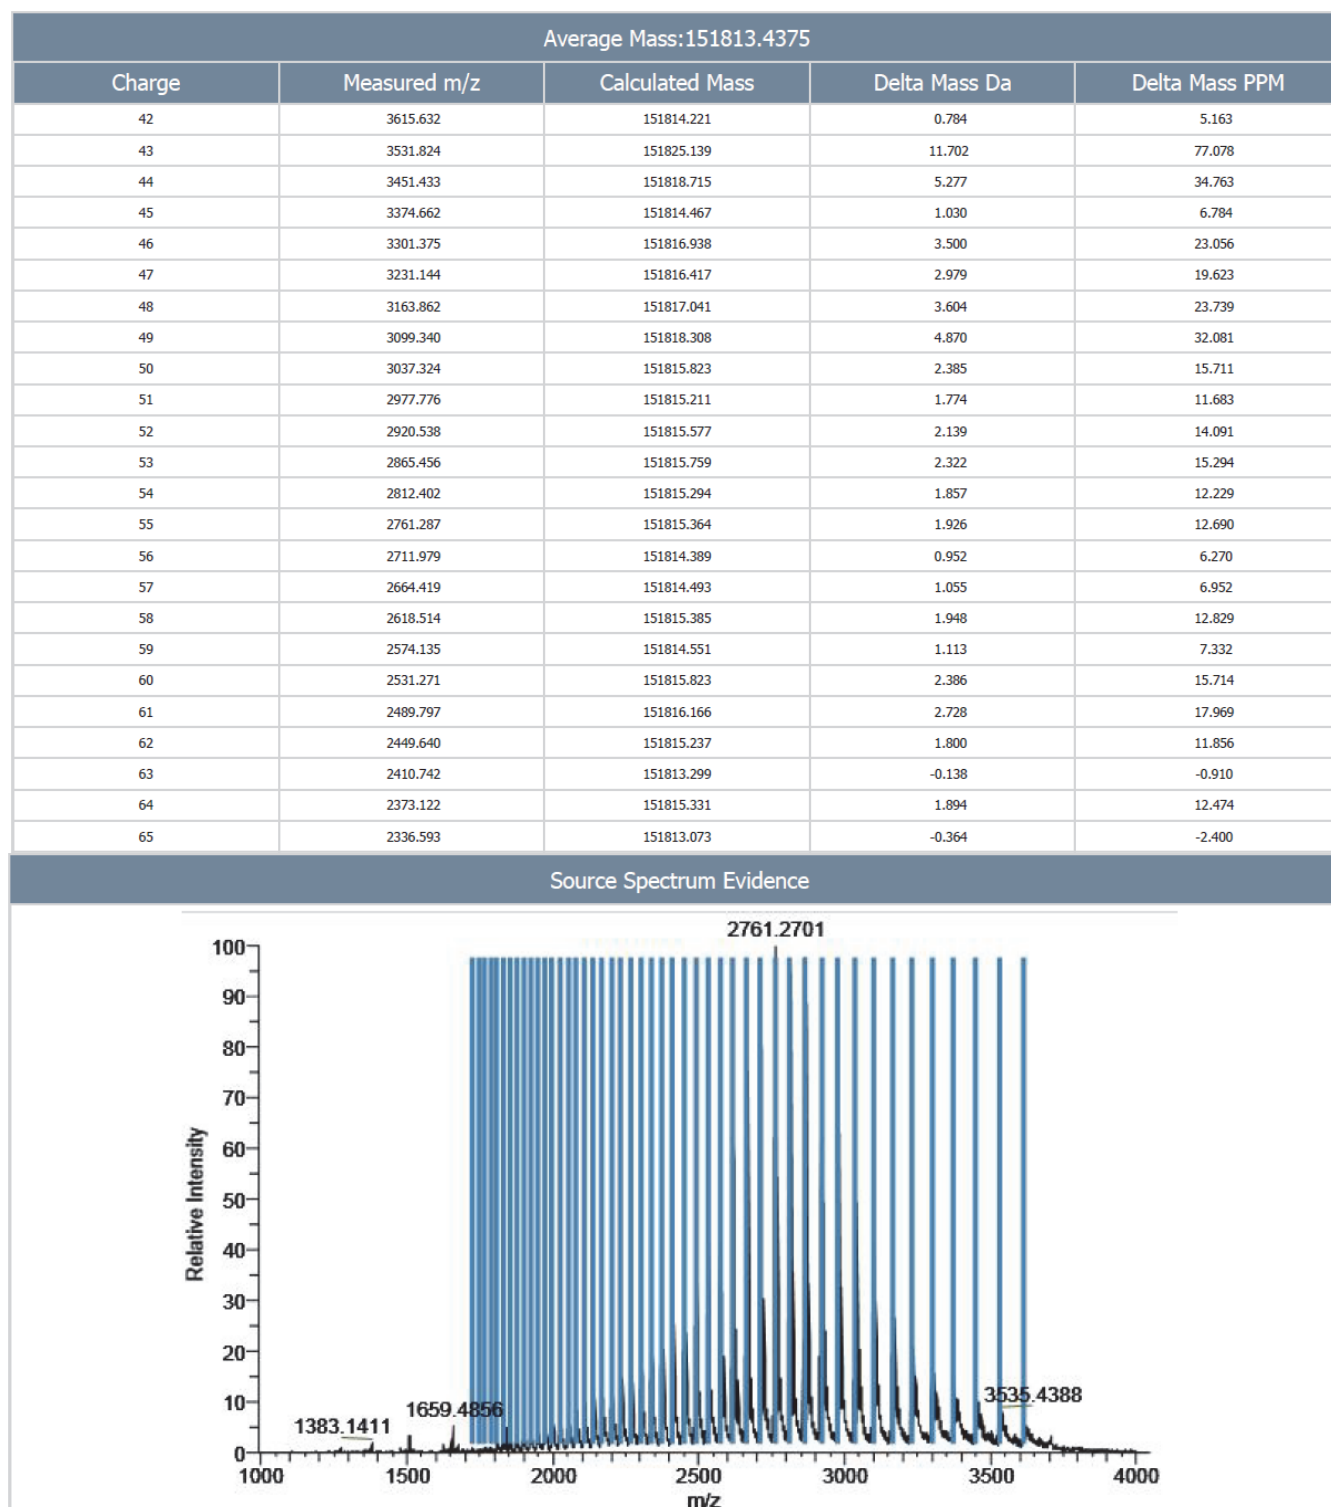 Average Mass:151813.4375
Charge Measured m/z Calculated Mass Delta Mass Da Delta Mass PPM
42 3615.632 151814.221 0.784 5.163
43 3531.824 151825.139 11.702 77.078
44 3451.433 151818.715 5.277 34.763
45 3374.662 151814.467 1.030 6.784
46 3301.375 151816.938 3.500 23.056
47 3231.144 151816.417 2.979 19.623
48 3163.862 151817.041 3.604 23.739
49 3099.340 151818.308 4.870 32.081
50 3037.324 151815.823 2.385 15.711
51 2977.776 151815.211 1.774 11.683
52 2920.538 151815.577 2.139 14.091
53 2865.456 151815.759 2.322 15.294
54 2812.402 151815.294 1.857 12.229
55 2761.287 151815.364 1.926 12.690
56 2711.979 151814.389 0.952 6.270
57 2664.419 151814.493 1.055 6.952
58 2618.514 151815.385 1.948 12.829
59 2574.135 151814.551 1.113 7.332
60 2531.271 151815.823 2.386 15.714
61 2489.797 151816.166 2.728 17.969
62 2449.640 151815.237 1.800 11.856
63 2410.742 151813.299 -0.138 -0.910
64 2373.122 151815.331 1.894 12.474
65 2336.593 151813.073 -0.364 -2.400
Source Spectrum Evidence
2761.2701
100
90
80
70
60
50
40
30
20
10
0
Relative Intensity
1383.1411
1659.4856
3535.4388
1000 1500 2000 2500 3000 3500 4000
m/z